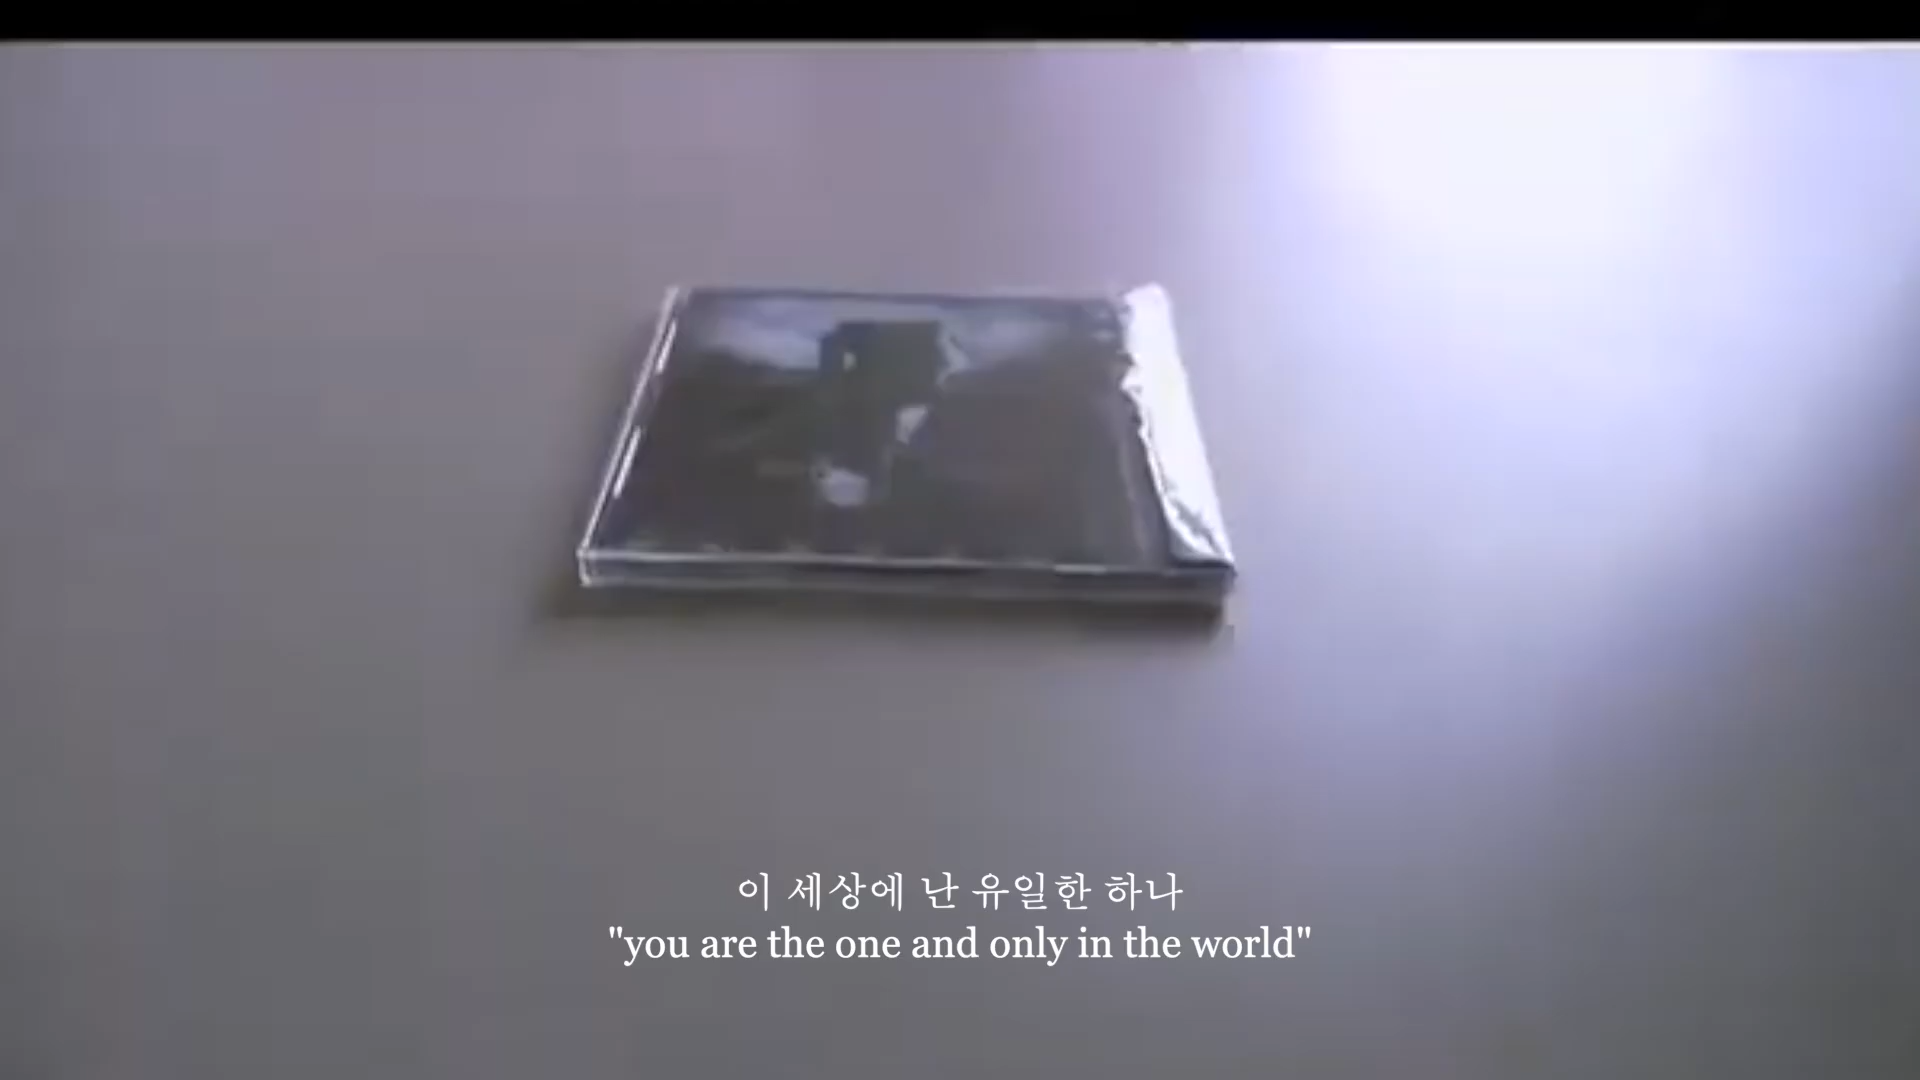 이 세상에 난 유일한 하나
"you are the one and only in the world"